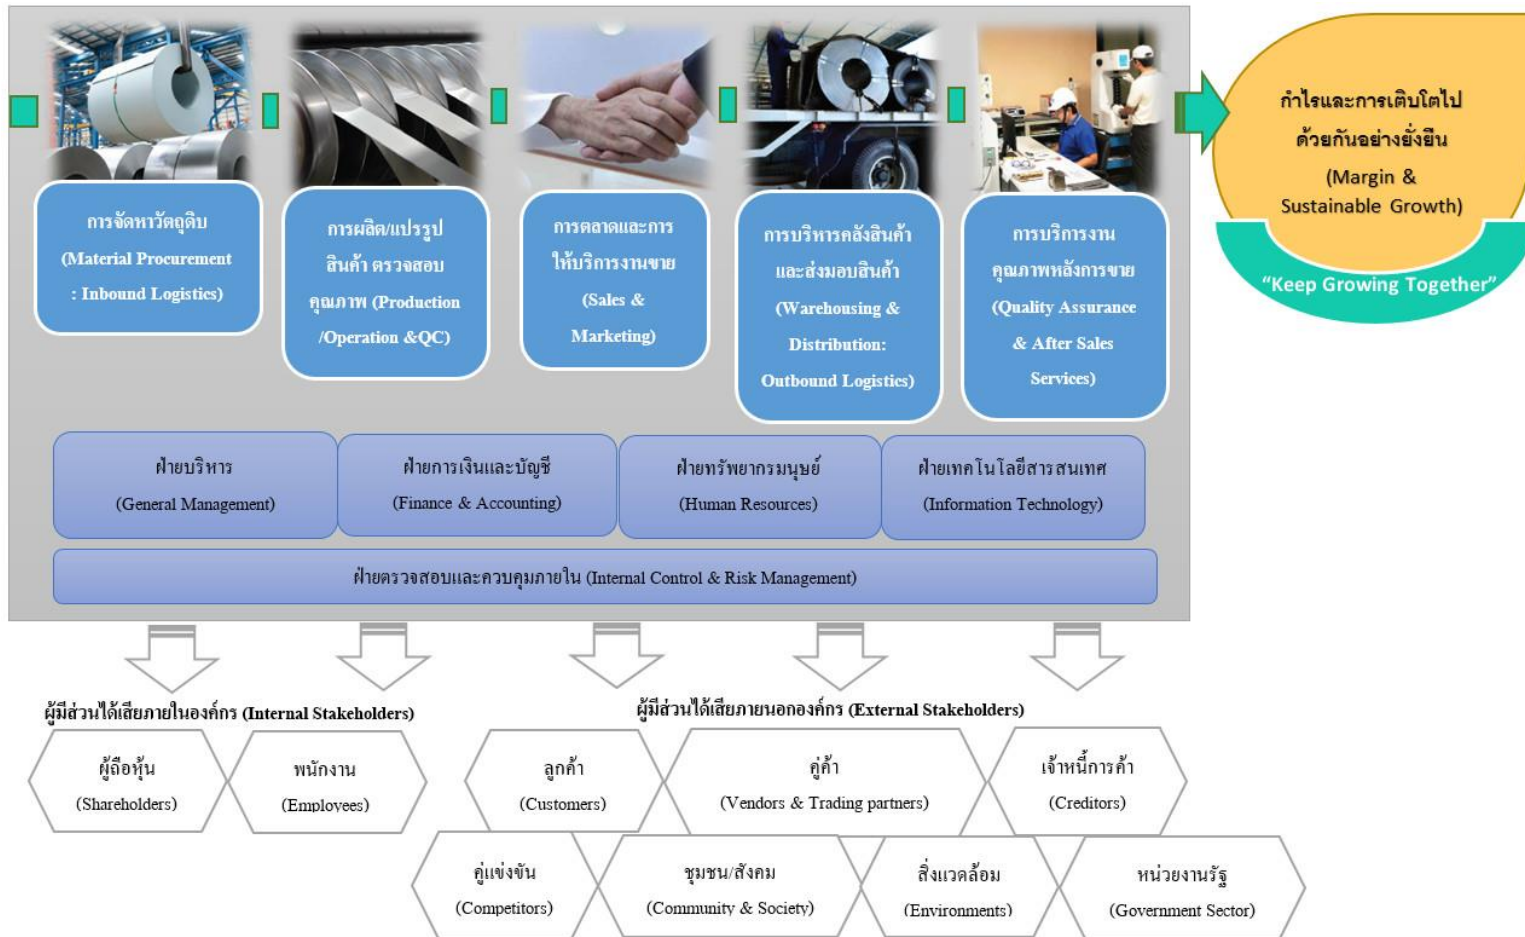 การจัดหาวัตถุดิบ
(Material Procurement
: Inbound Logistics)
การผลิต/แปรรูป
สินค้า ตรวจสอบ
คุณภาพ (Production
/Operation &QC)
การตลาดและการ
ให้บริการงานขาย
(Sales &
Marketing)
การบริหารคลังสินค้า
และส่งมอบสินค้า
(Warehousing &
Distribution:
Outbound Logistics)
การบริการงาน
คุณภาพหลังการขาย
(Quality Assurance
& After Sales
Services)
กำไรและการเติบโตไป
ด้วยกันอย่างยั่งยืน
(Margin &
Sustainable Growth)
“Keep Growing Together”
ฝ่ายบริหาร
(General Management)
ฝ่ายการเงินและบัญชี
(Finance & Accounting)
ฝ่ายทรัพยากรมนุษย์
(Human Resources)
ฝ่ายเทคโนโลยีสารสนเทศ
(Information Technology)
ฝ่ายตรวจสอบและควบคุมภายใน (Internal Control & Risk Management)
ผู้มีส่วนได้เสียภายในองค์กร (Internal Stakeholders)
ผู้มีส่วนได้เสียภายนอกองค์กร (External Stakeholders)
ผู้ถือหุ้น
(Shareholders)
พนักงาน
(Employees)
ลูกค้า
(Customers)
คู่ค้า
(Vendors & Trading partners)
เจ้าหนี้การค้า
(Creditors)
คู่แข่งขัน
(Competitors)
ชุมชน/สังคม
(Community & Society)
สิ่งแวดล้อม
(Environments)
หน่วยงานรัฐ
(Government Sector)